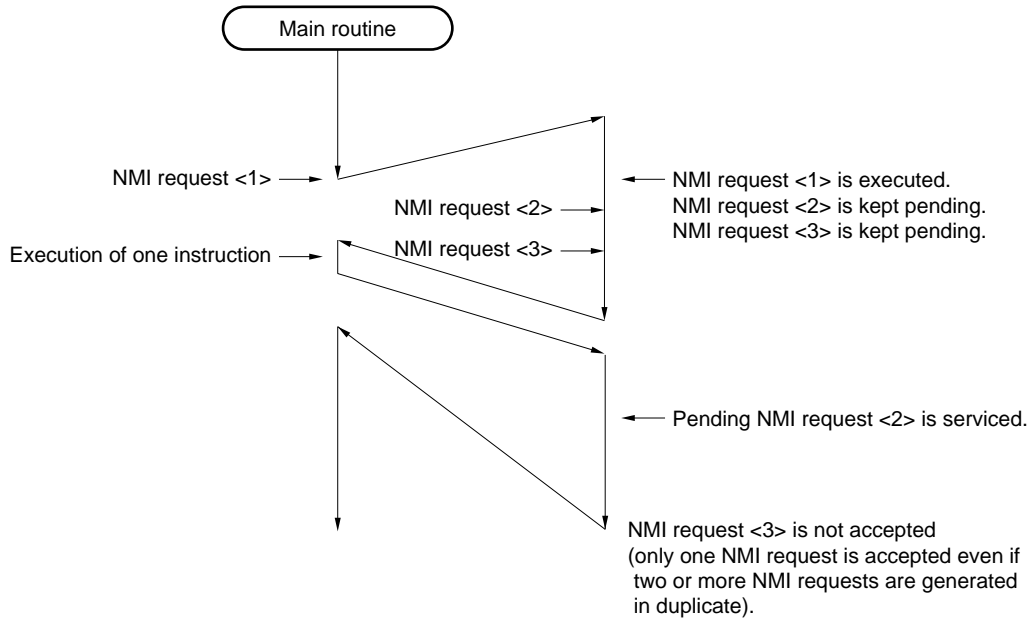 Main routine
NMI request <1>
NMI request <1> is executed.
NMI request <2> is kept pending.
NMI request <3> is kept pending.
NMI request <2>
NMI request <3>
Execution of one instruction
Pending NMI request <2> is serviced.
NMI request <3> is not accepted
(only one NMI request is accepted even if
two or more NMI requests are generated
in duplicate).